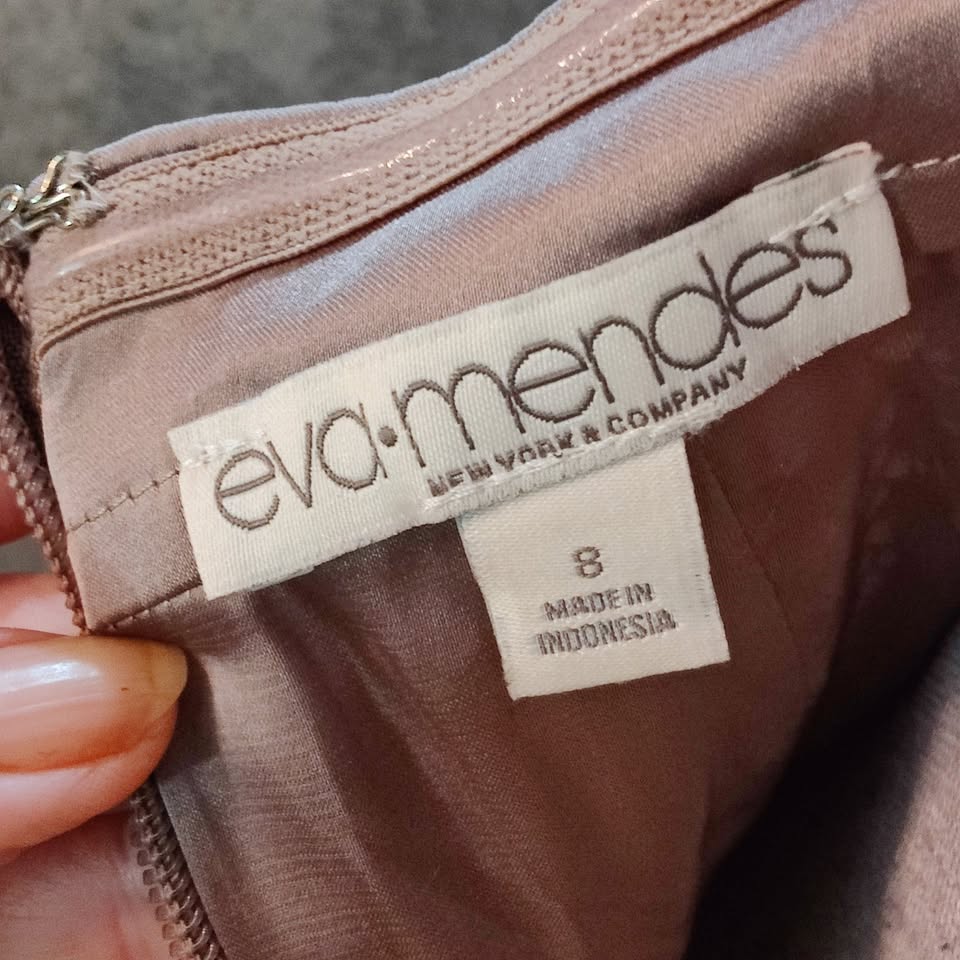 eva•mendes
NEW YORK & COMPANY
8
MADE IN
INDONESIA